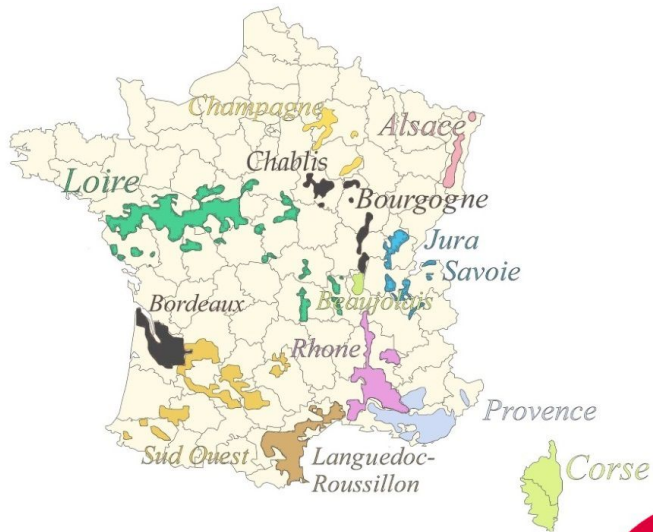 Champagne
Alsace
Chablis
Loire
Bourgogne
Jura
Savoie
Beaujolais
Bordeaux
Rhone
Provence
Sud Ouest
Languedoc-
Roussillon
Corse